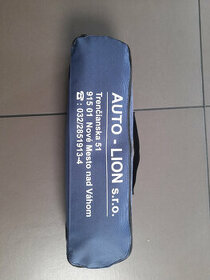 AUTO - LION s.r.o.
Trenčianska 51
915 01 Nové Mesto nad Váhom
☎ : 032/2851913-4